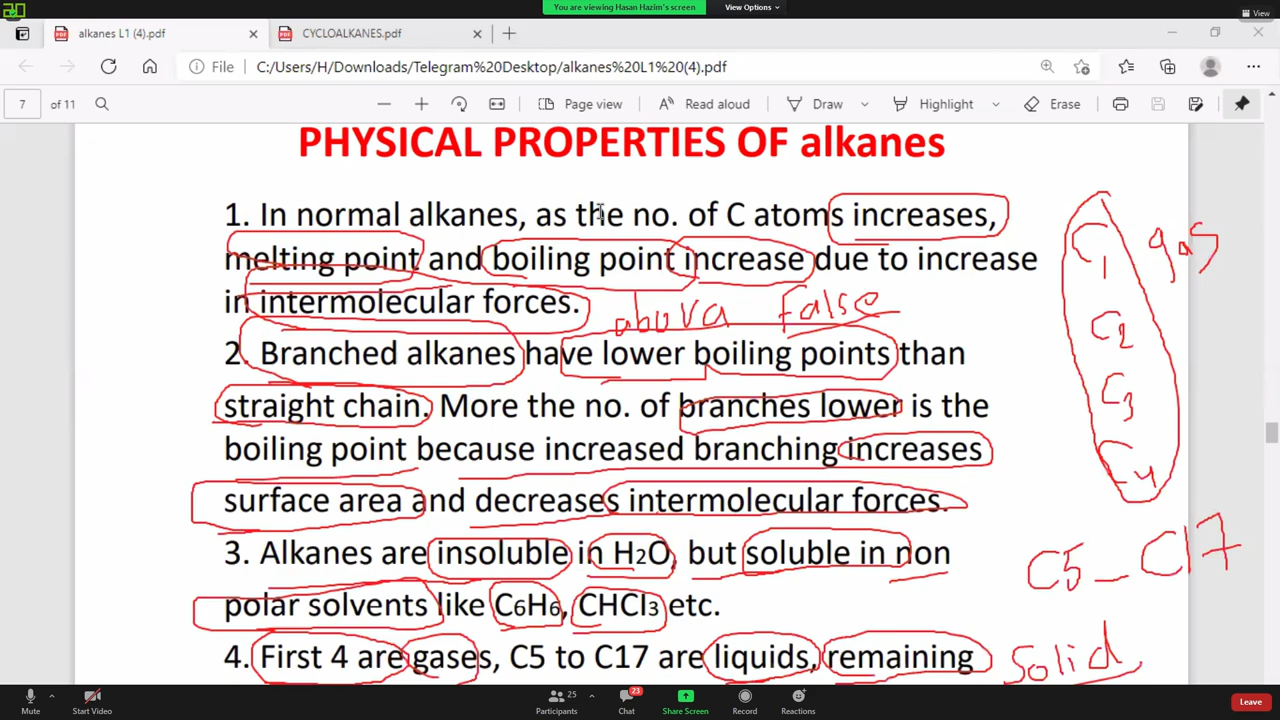 You are viewing Hasan Hazim's screen
View Options
View
alkanes L1 (4).pdf
CYCLOALKANES.pdf
File
C:/Users/H/Downloads/Telegram%20Desktop/alkanes%20L1%20(4).pdf
7
of 11
Page view
Read aloud
Draw
Highlight
Erase
PHYSICAL PROPERTIES OF alkanes
1. In normal alkanes, as the no. of C atoms increases,
melting point and boiling point increase due to increase
in intermolecular forces.
above false
2. Branched alkanes have lower boiling points than
straight chain. More the no. of branches lower is the
boiling point because increased branching increases
surface area and decreases intermolecular forces.
3. Alkanes are insoluble in H2O, but soluble in non
polar solvents like C6H6, CHCl3 etc.
4. First 4 are gases, C5 to C17 are liquids, remaining
Solid
C1 gas
C2
C3
C4
C5 _ C17
Mute
Start Video
25
Participants
23
Chat
Share Screen
Record
Reactions
Leave